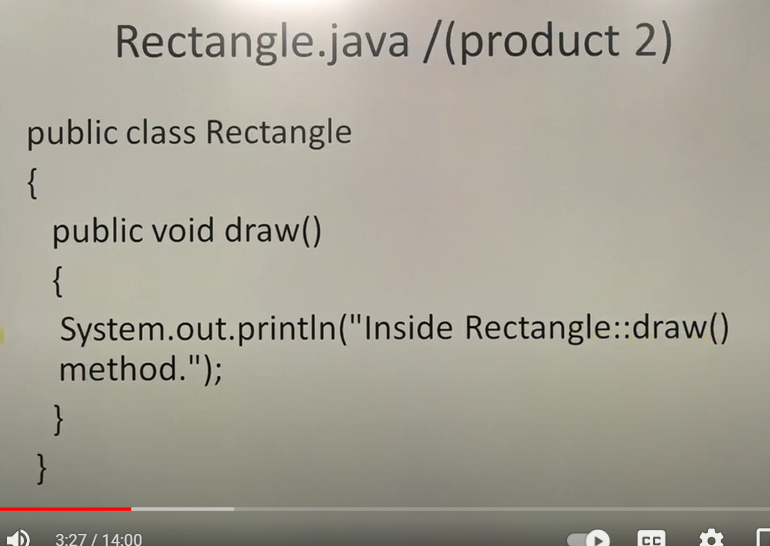 Rectangle.java /(product 2)
public class Rectangle
{
public void draw()
{
System.out.println("Inside Rectangle::draw()
method.");
}
}
3:27 / 14:00
CC